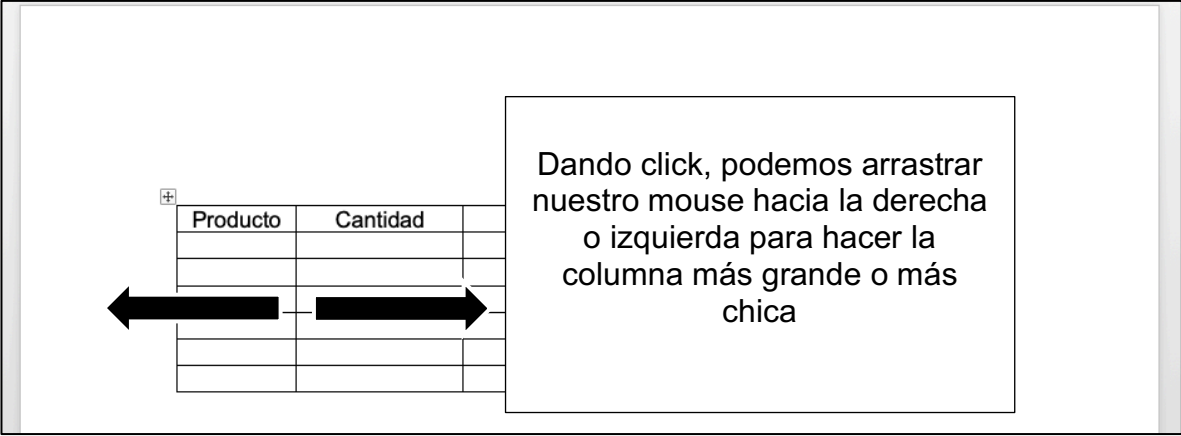 Dando click, podemos arrastrar
nuestro mouse hacia la derecha
o izquierda para hacer la
columna más grande o más
chica
Producto Cantidad